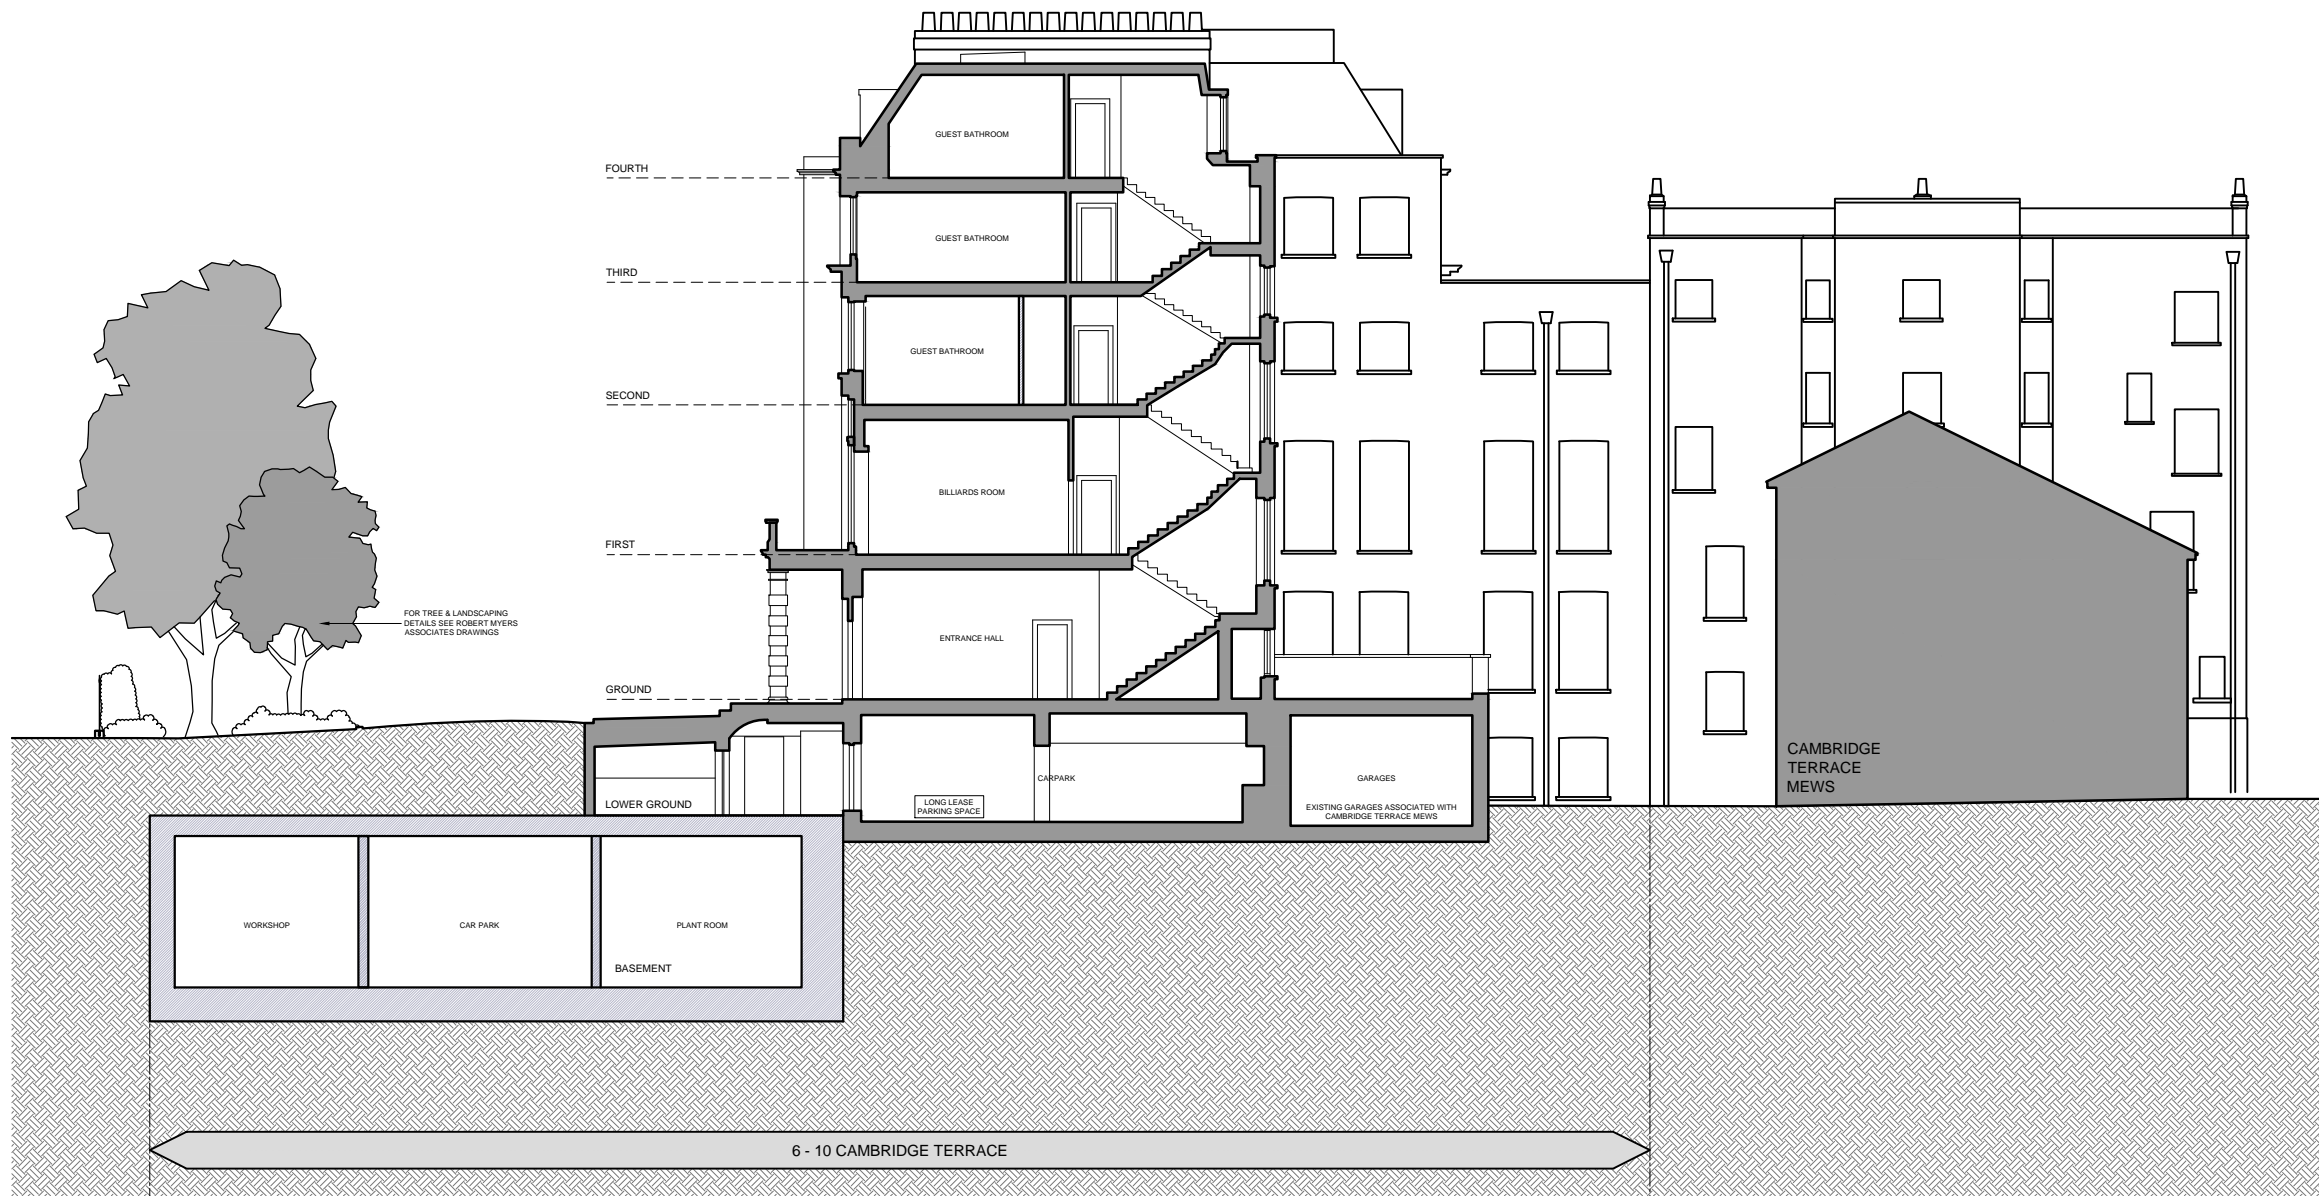 GUEST BATHROOM
FOURTH
GUEST BATHROOM
THIRD
GUEST BATHROOM
SECOND
BILLIARDS ROOM
FIRST
FOR TREE & LANDSCAPING
DETAILS SEE ROBERT MYERS
ASSOCIATES DRAWINGS
ENTRANCE HALL
GROUND
CARPARK
GARAGES
CAMBRIDGE
TERRACE
MEWS
LOWER GROUND
LONG LEASE
PARKING SPACE
EXISTING GARAGES ASSOCIATED WITH
CAMBRIDGE TERRACE MEWS
WORKSHOP
CAR PARK
PLANT ROOM
BASEMENT
6 - 10 CAMBRIDGE TERRACE